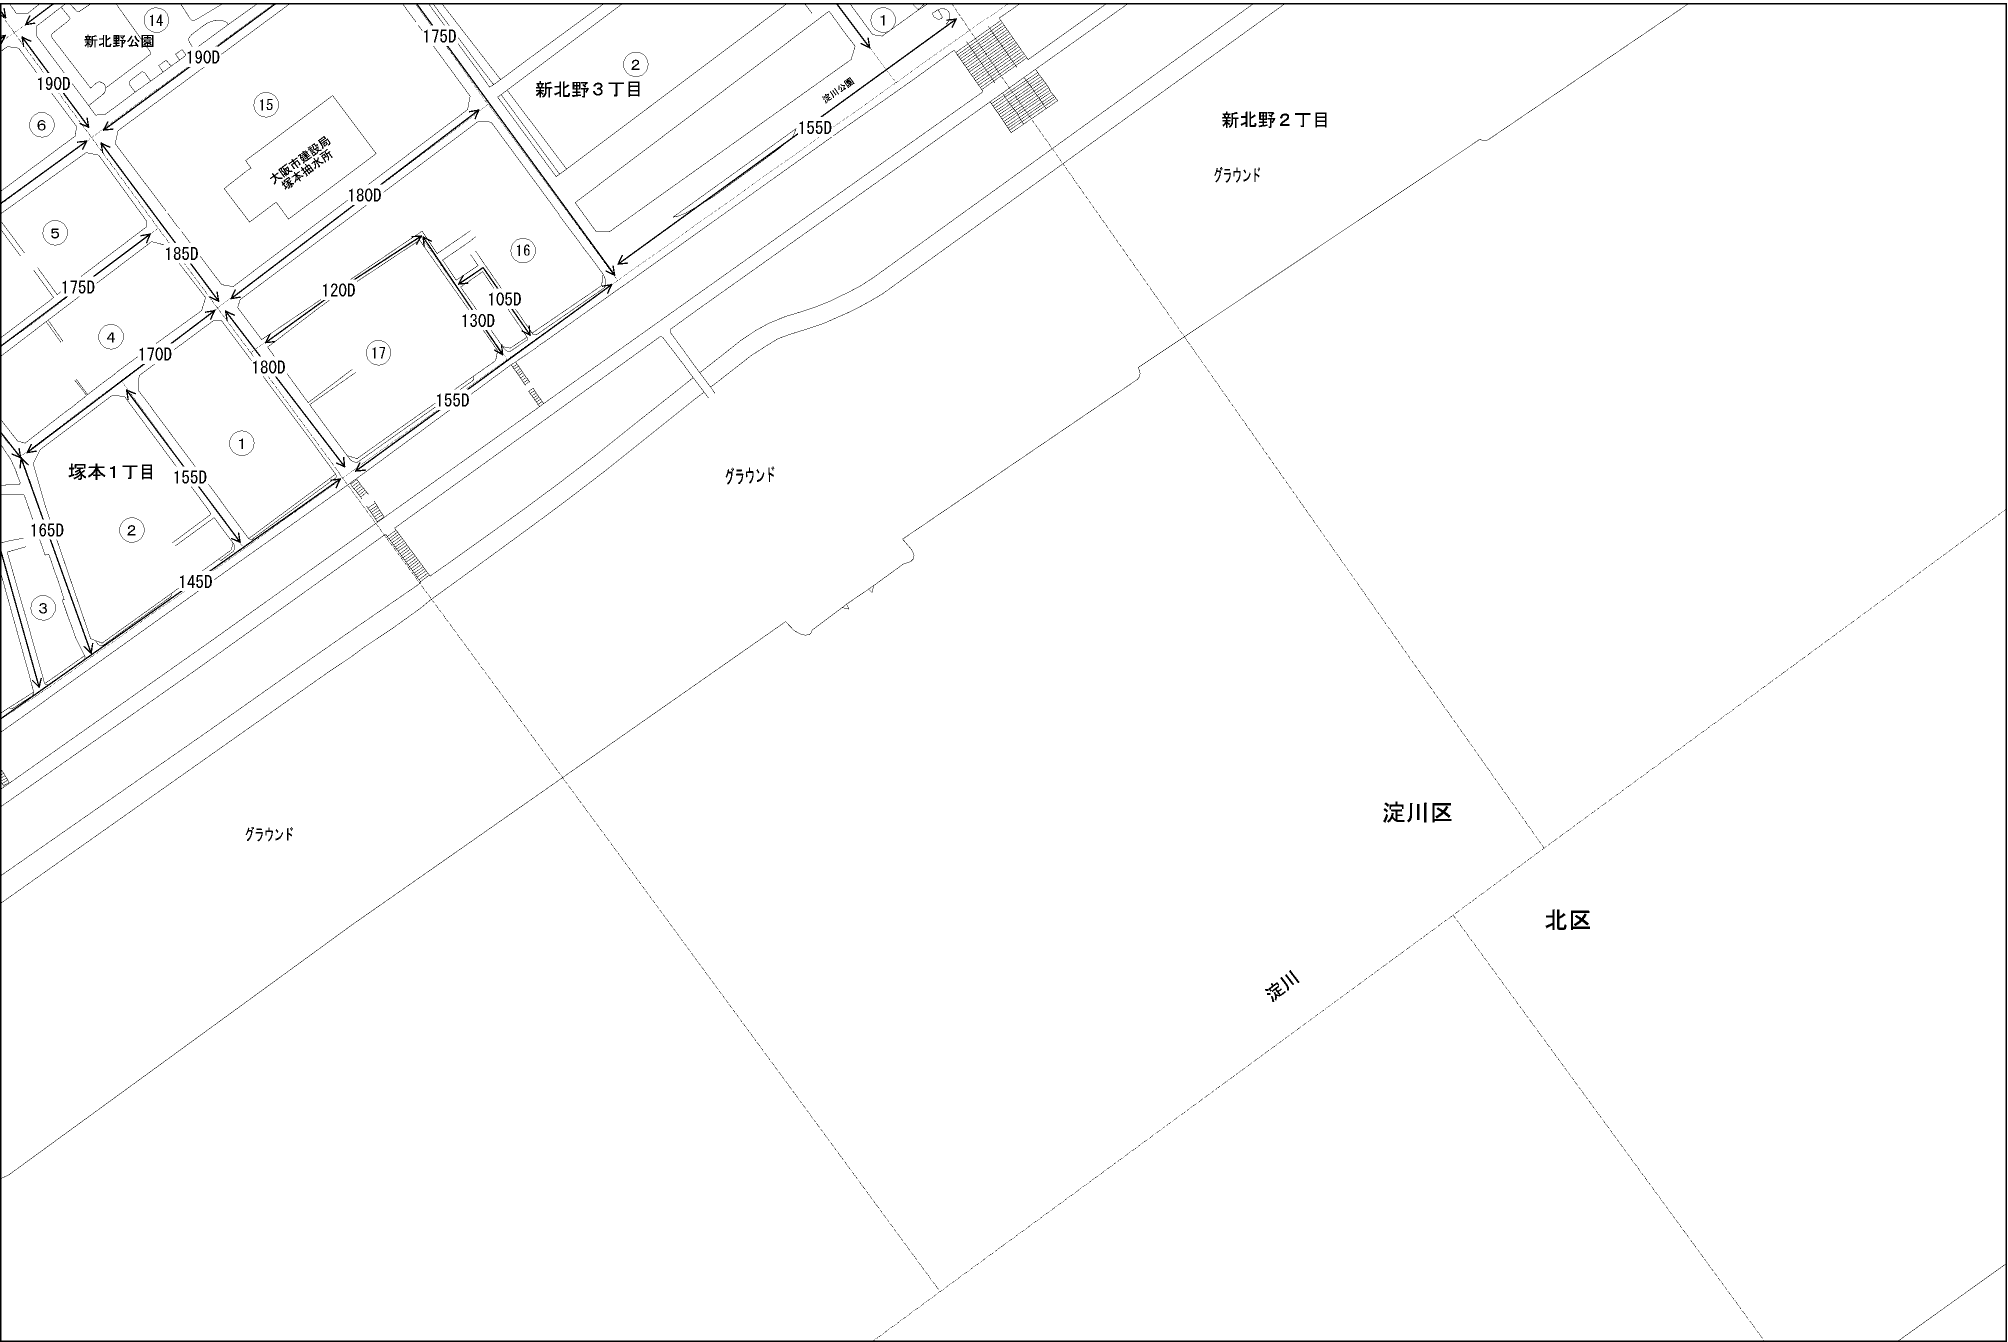 14
新北野公園
190D
190D
6
15
大阪市建設局
塚本抽水所
175D
2
新北野3丁目
1
淀川公園
155D
新北野2丁目
グラウンド
180D
5
185D
175D
16
120D
105D
130D
4
170D
180D
17
155D
1
塚本1丁目
155D
165D
2
グラウンド
145D
3
グラウンド
淀川区
北区
淀川